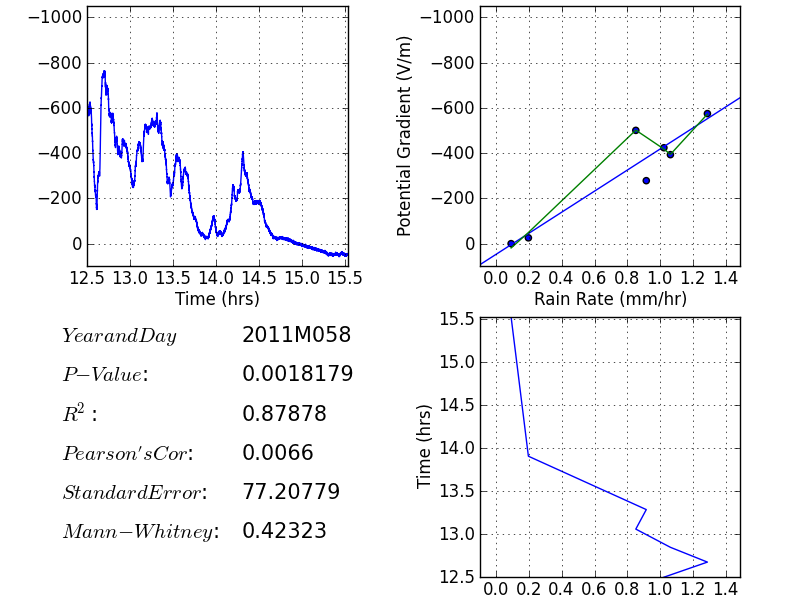 −1000
−800
−600
−400
−200
0
12.5 13.0 13.5 14.0 14.5 15.0 15.5
Time (hrs)
Potential Gradient (V/m)
−1000
−800
−600
−400
−200
0
0.0 0.2 0.4 0.6 0.8 1.0 1.2 1.4
Rain Rate (mm/hr)
YearandDay 2011M058
P−Value: 0.0018179
R² : 0.87878
Pearson'sCor: 0.0066
StandardError: 77.20779
Mann−Whitney: 0.42323
Time (hrs)
15.5
15.0
14.5
14.0
13.5
13.0
12.5
0.0 0.2 0.4 0.6 0.8 1.0 1.2 1.4